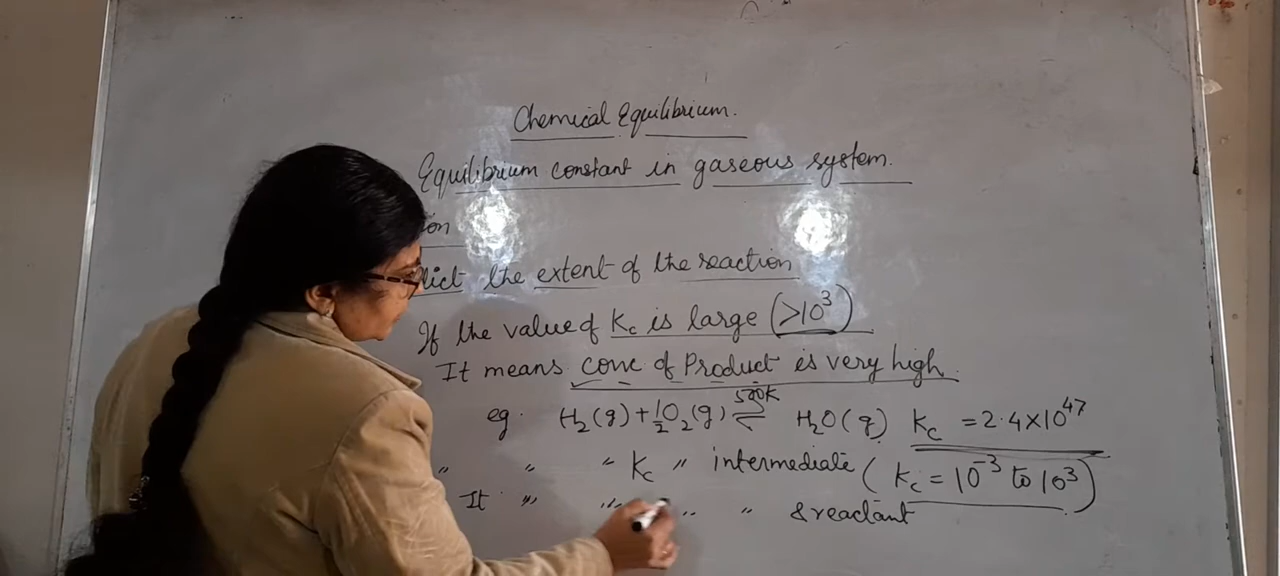 Chemical Equilibrium.
Equilibrium constant in gaseous system.
ion
dict the extent of the reaction
If the value of Kc is large (>10³)
It means conc of Product is very high.
500K
eg. H₂(g) + ½O₂(g) ⇌ H₂O(g) Kc = 2.4×10⁴⁷
〃 〃 〃 Kc 〃 intermediate (Kc = 10⁻³ to 10³)
It 〃 〃 〃 〃 & reactant